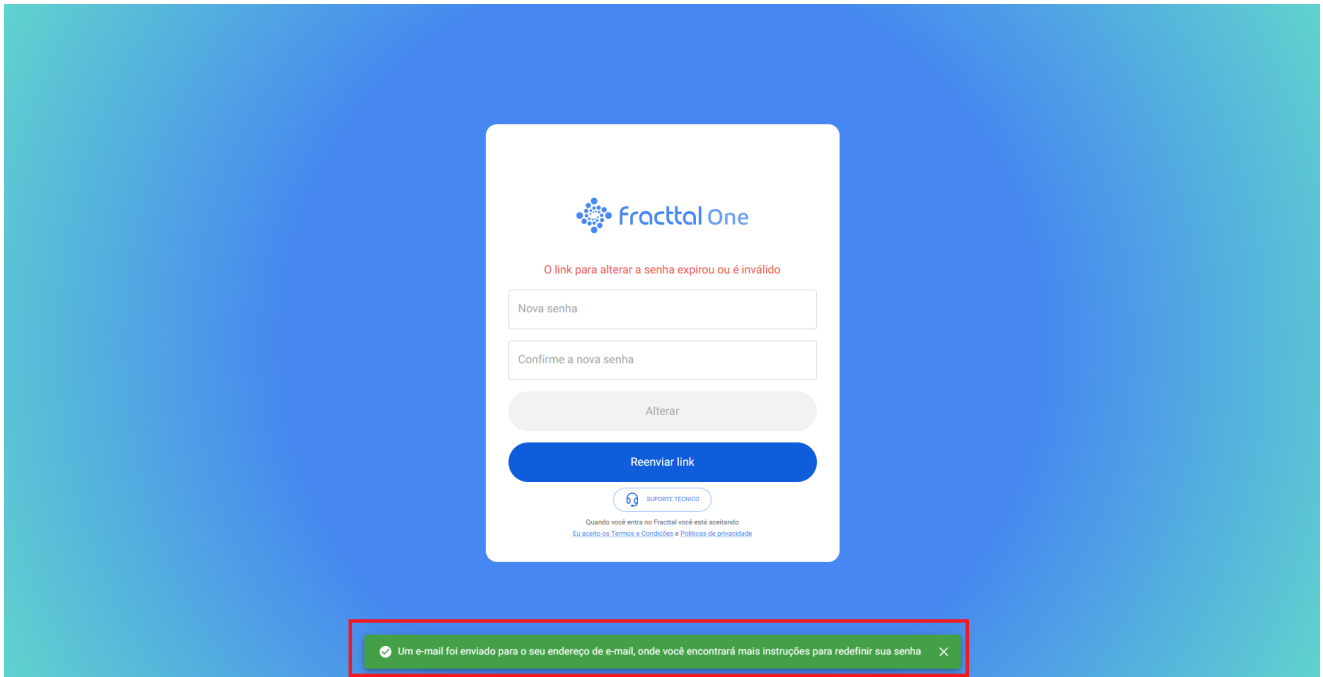 fracttal One
O link para alterar a senha expirou ou é inválido
Nova senha
Confirme a nova senha
Alterar
Reenviar link
SUPORTE TÉCNICO
Quando você entra no Fracttal você está aceitando
Eu aceito os Termos e Condições e Políticas de privacidade
Um e-mail foi enviado para o seu endereço de e-mail, onde você encontrará mais instruções para redefinir sua senha